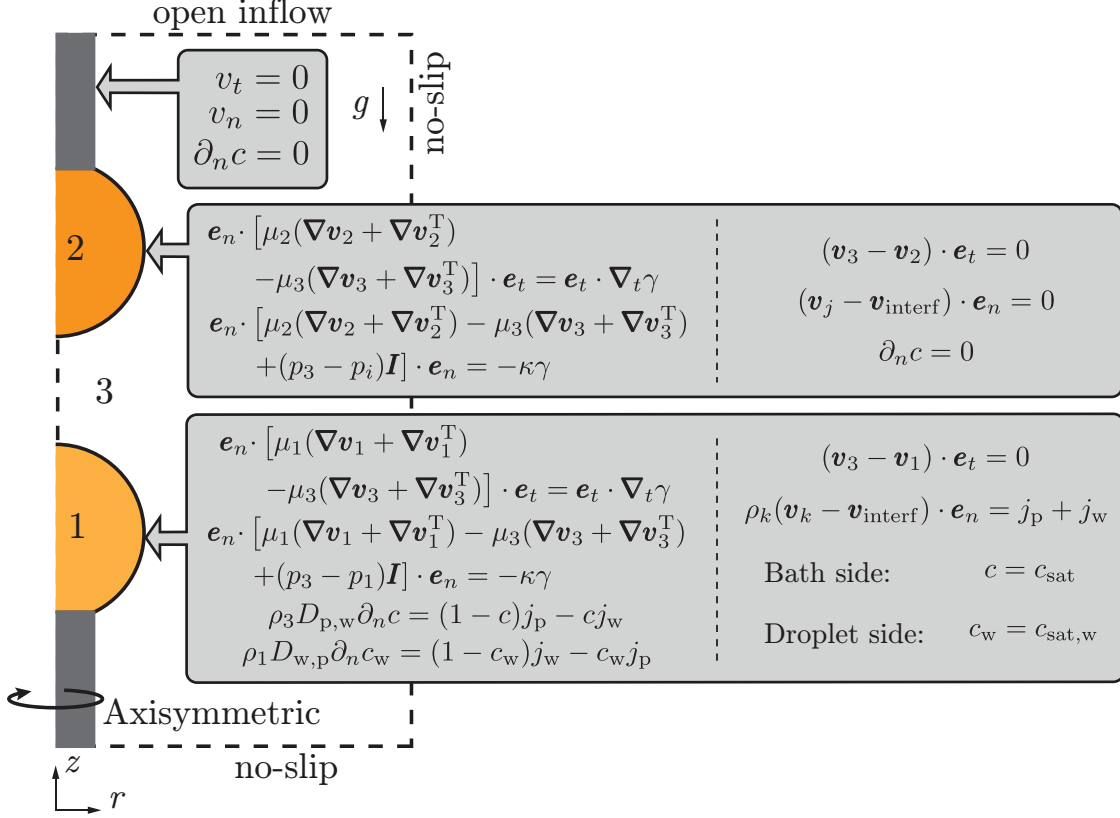 open inflow
v_t = 0
v_n = 0
∂_n c = 0
g
no-slip
2
e_n · [μ_2(∇v_2 + ∇v_2^T)
−μ_3(∇v_3 + ∇v_3^T)] · e_t = e_t · ∇_t γ
e_n · [μ_2(∇v_2 + ∇v_2^T) − μ_3(∇v_3 + ∇v_3^T)
+(p_3 − p_i)I] · e_n = −κγ
(v_3 − v_2) · e_t = 0
(v_j − v_interf) · e_n = 0
∂_n c = 0
3
1
e_n · [μ_1(∇v_1 + ∇v_1^T)
−μ_3(∇v_3 + ∇v_3^T)] · e_t = e_t · ∇_t γ
e_n · [μ_1(∇v_1 + ∇v_1^T) − μ_3(∇v_3 + ∇v_3^T)
+(p_3 − p_1)I] · e_n = −κγ
ρ_3 D_p,w ∂_n c = (1 − c)j_p − cj_w
ρ_1 D_w,p ∂_n c_w = (1 − c_w)j_w − c_w j_p
(v_3 − v_1) · e_t = 0
ρ_k(v_k − v_interf) · e_n = j_p + j_w
Bath side: c = c_sat
Droplet side: c_w = c_sat,w
Axisymmetric
no-slip
z
r